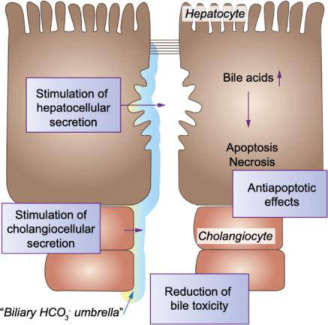 Hepatocyte
Stimulation of
hepatocellular
secretion
Bile acids
Apoptosis
Necrosis
Antiapoptotic
effects
Stimulation of
cholangiocellular
secretion
Cholangiocyte
Reduction of
bile toxicity
"Biliary HCO₃⁻ umbrella"